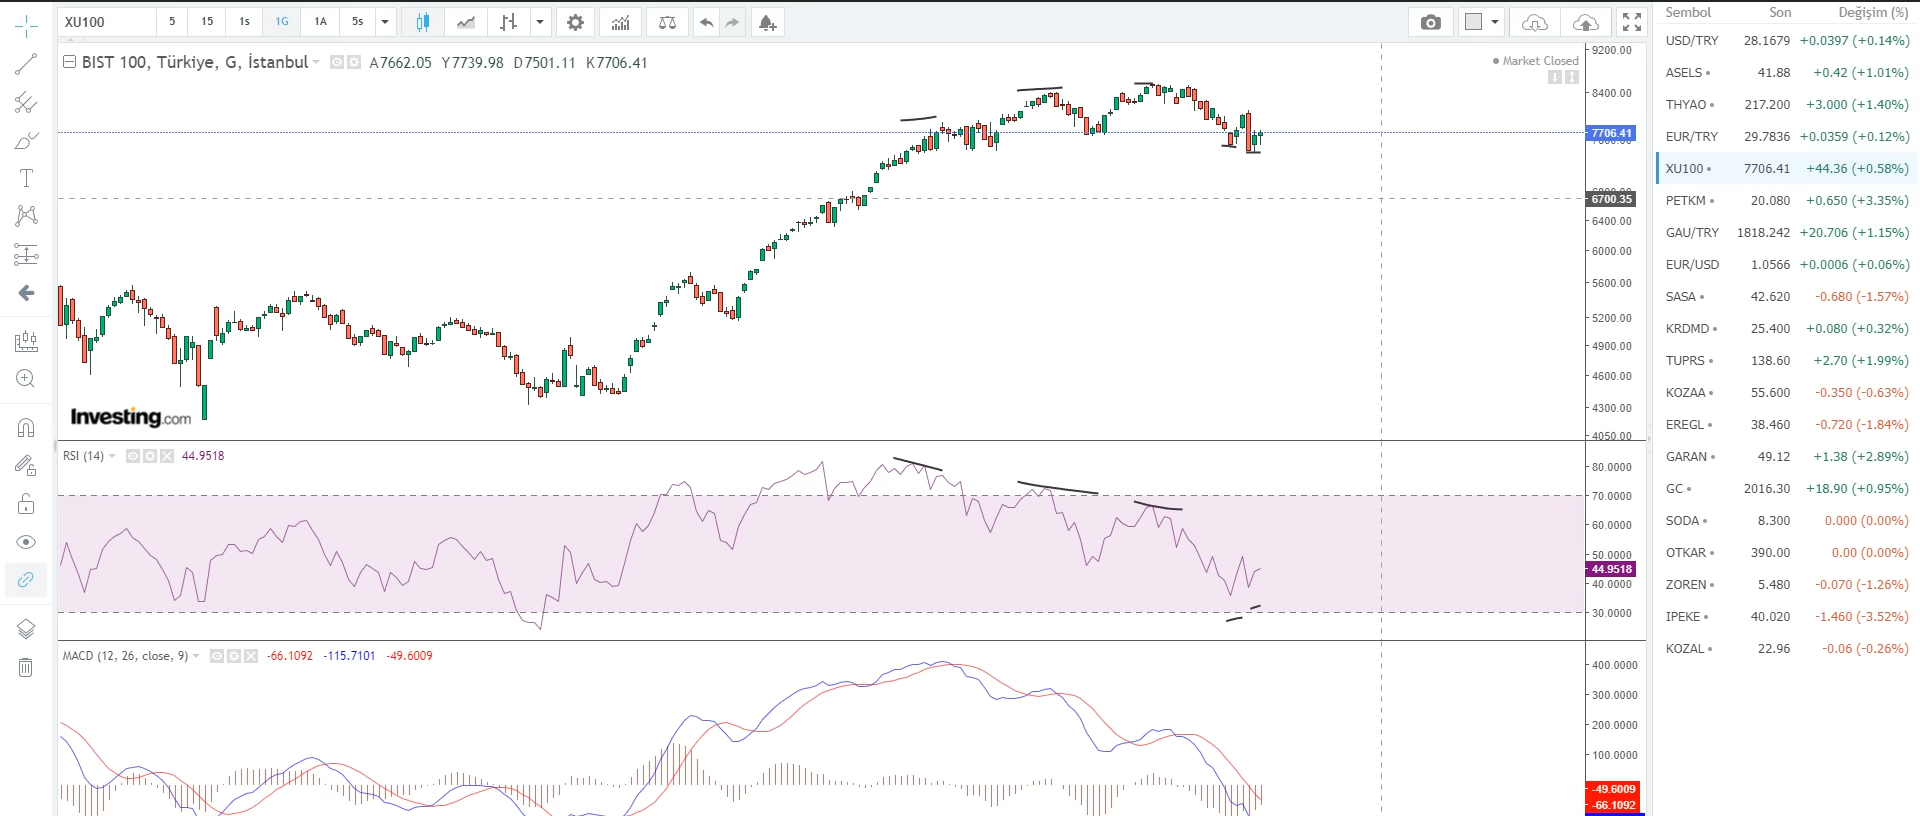 XU100 5 15 1s 1G 1A 5s
BIST 100, Türkiye, G, İstanbul A7662.05 Y7739.98 D7501.11 K7706.41
Market Closed
9200.00
8400.00
7706.41
6700.35
6400.00
6000.00
5600.00
5200.00
4900.00
4600.00
4300.00
4050.00
Investing.com
RSI (14) 44.9518
80.0000
70.0000
60.0000
50.0000
44.9518
40.0000
30.0000
MACD (12, 26, close, 9) -66.1092 -115.7101 -49.6009
400.0000
300.0000
200.0000
100.0000
-49.6009
-66.1092
Sembol Son Değişim (%)
USD/TRY 28.1679 +0.0397 (+0.14%)
ASELS 41.88 +0.42 (+1.01%)
THYAO 217.200 +3.000 (+1.40%)
EUR/TRY 29.7836 +0.0359 (+0.12%)
XU100 7706.41 +44.36 (+0.58%)
PETKM 20.080 +0.650 (+3.35%)
GAU/TRY 1818.242 +20.706 (+1.15%)
EUR/USD 1.0566 +0.0006 (+0.06%)
SASA 42.620 -0.680 (-1.57%)
KRDMD 25.400 +0.080 (+0.32%)
TUPRS 138.60 +2.70 (+1.99%)
KOZAA 55.600 -0.350 (-0.63%)
EREGL 38.460 -0.720 (-1.84%)
GARAN 49.12 +1.38 (+2.89%)
GC 2016.30 +18.90 (+0.95%)
SODA 8.300 0.000 (0.00%)
OTKAR 390.00 0.00 (0.00%)
ZOREN 5.480 -0.070 (-1.26%)
IPEKE 40.020 -1.460 (-3.52%)
KOZAL 22.96 -0.06 (-0.26%)